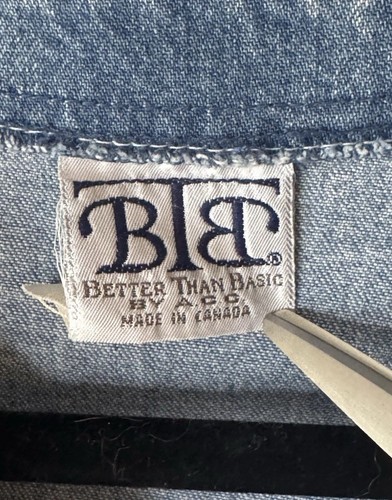 BTB®
BETTER THAN BASIC
BY A.C.C.
MADE IN CANADA